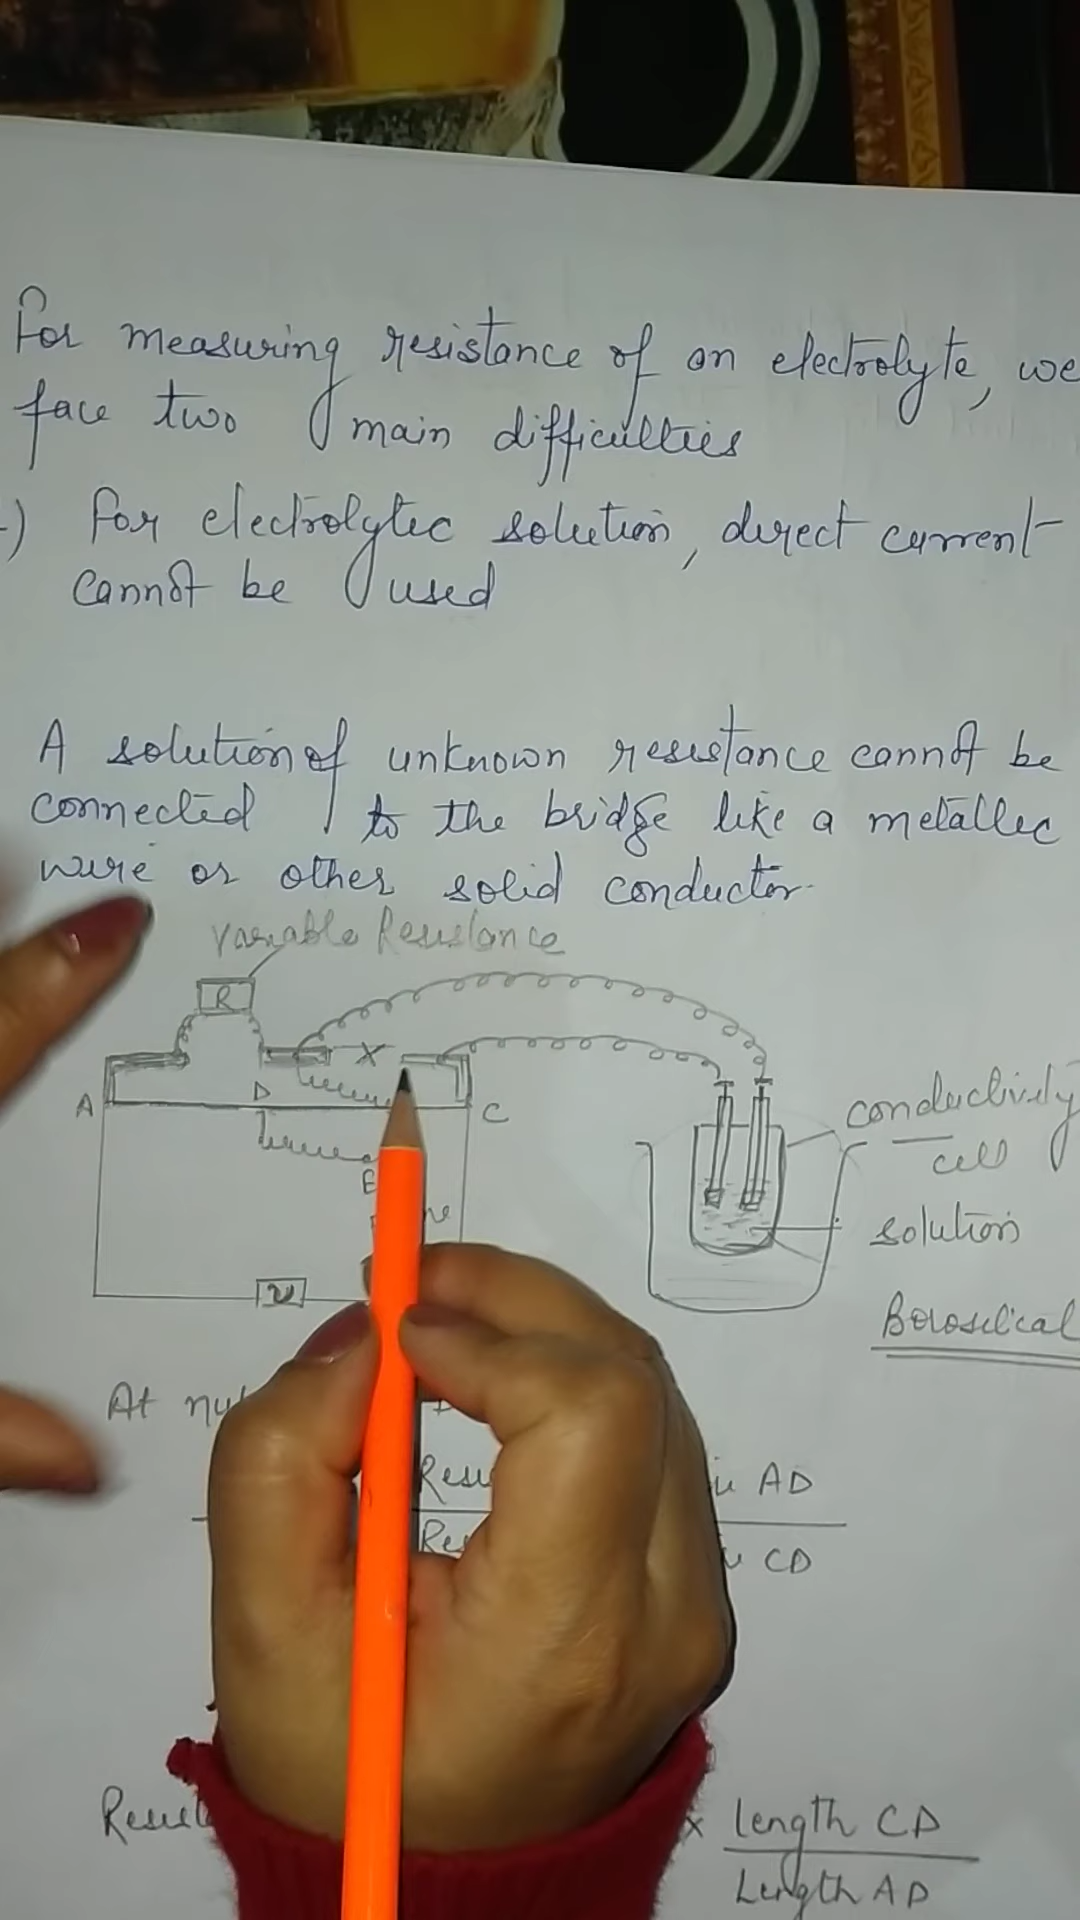 For measuring resistance of an electrolyte, we
face two main difficulties
-) For electrolytic solution, direct current
cannot be used
A solution of unknown resistance cannot be
connected to the bridge like a metallic
wire or other solid conductor.
Variable Resistance
R
X
A
D
C
conductivity
cell
E
solution
Borosilical
At
AD
CD
x Length CD
Length AD